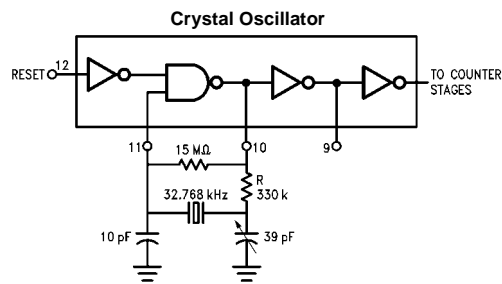 Crystal Oscillator
RESET
12
TO COUNTER
STAGES
11
10
9
15 MΩ
R
330 k
32.768 kHz
10 pF
39 pF